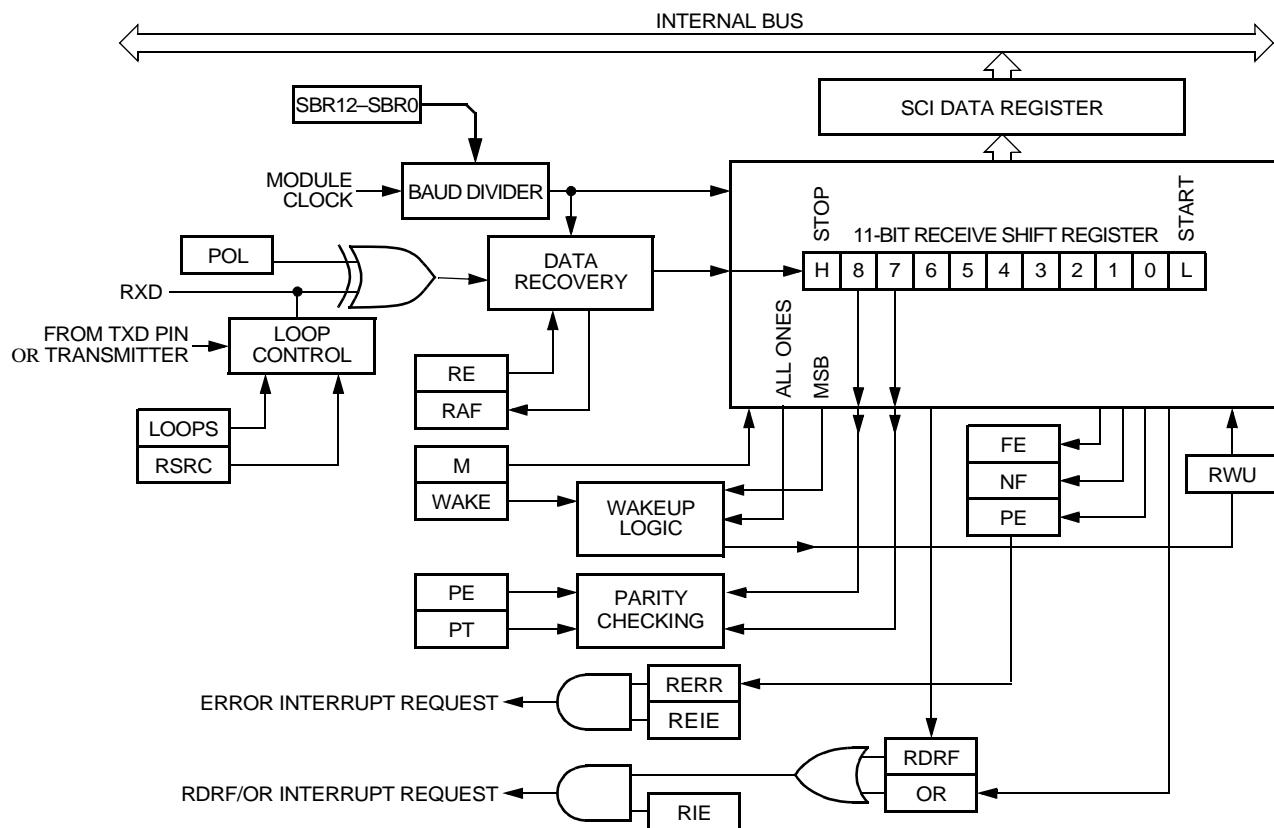 INTERNAL BUS
SBR12–SBR0
SCI DATA REGISTER
MODULE
CLOCK
BAUD DIVIDER
STOP
START
11-BIT RECEIVE SHIFT REGISTER
H 8 7 6 5 4 3 2 1 0 L
POL
DATA
RECOVERY
RXD
FROM TXD PIN
OR TRANSMITTER
LOOP
CONTROL
ALL ONES
MSB
RE
RAF
LOOPS
RSRC
M
WAKE
WAKEUP
LOGIC
FE
NF
PE
RWU
PE
PT
PARITY
CHECKING
ERROR INTERRUPT REQUEST
RERR
REIE
RDRF
OR
RDRF/OR INTERRUPT REQUEST
RIE